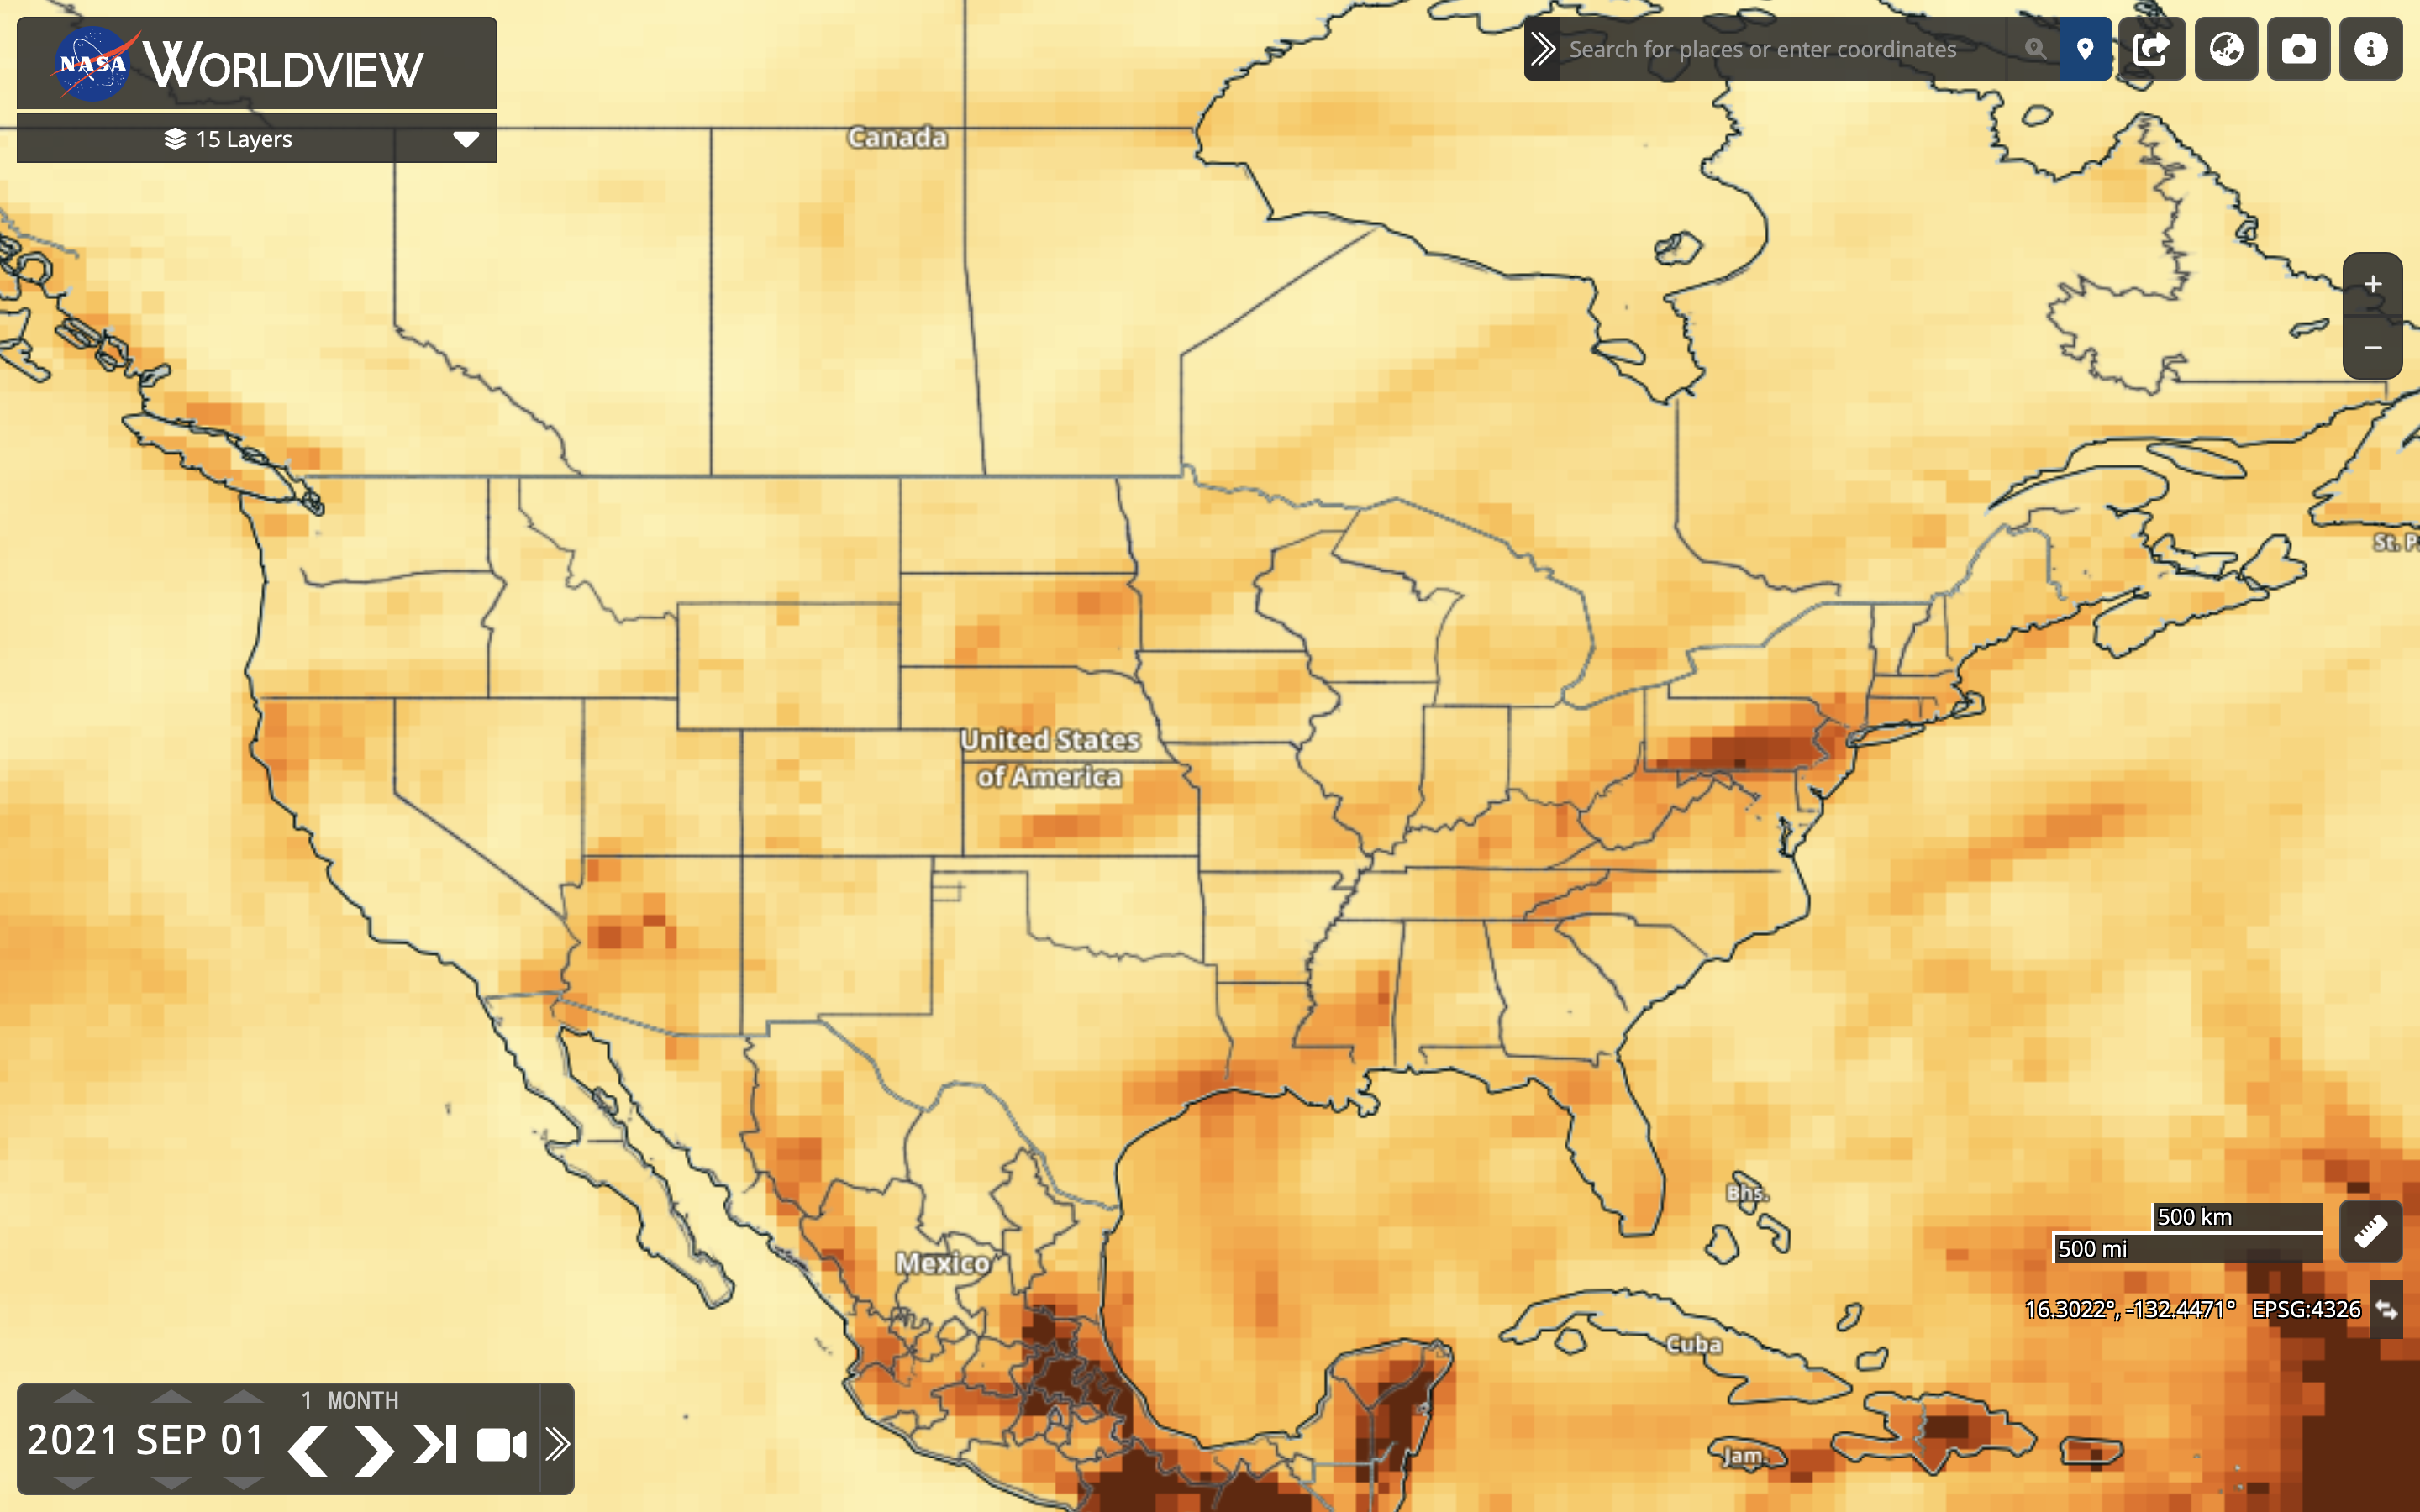 NASA WORLDVIEW
Search for places or enter coordinates
15 Layers
Canada
+
−
St. P
United States
of America
Bhs.
500 km
500 mi
Mexico
16.3022°, -132.4471° EPSG:4326
Cuba
1 MONTH
2021 SEP 01
Jam.